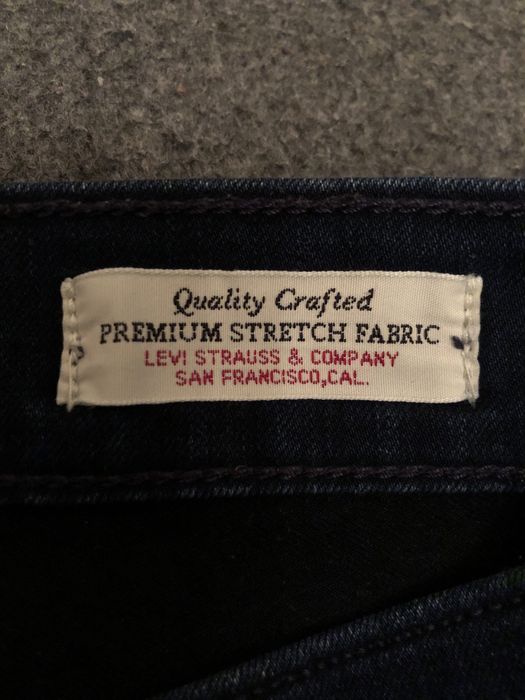 Quality Crafted
PREMIUM STRETCH FABRIC
LEVI STRAUSS & COMPANY
SAN FRANCISCO,CAL.